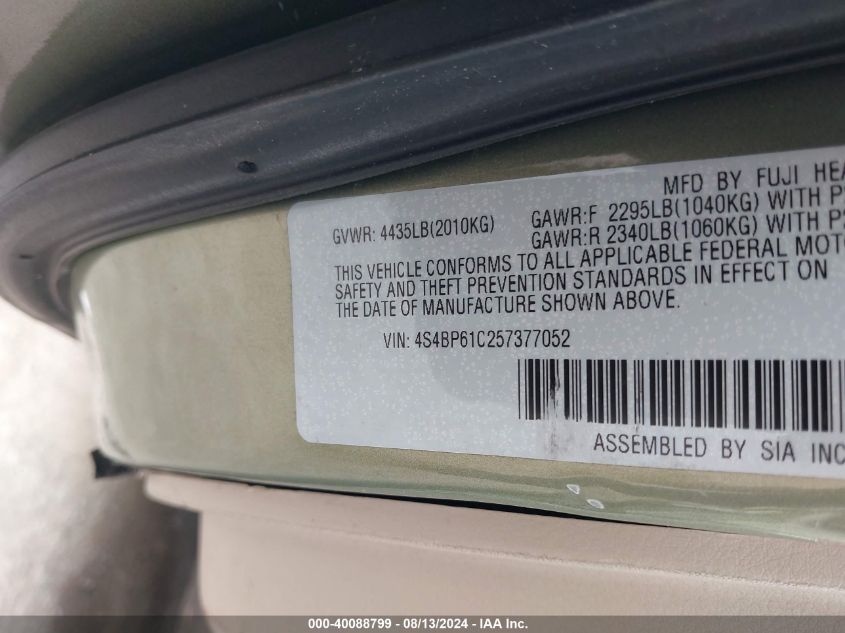 MFD BY FUJI
GVWR: 4435LB(2010KG) GAWR:F 2295LB(1040KG) WITH
GAWR:R 2340LB(1060KG) WITH
THIS VEHICLE CONFORMS TO ALL APPLICABLE FEDERAL
SAFETY AND THEFT PREVENTION STANDARDS IN EFFECT ON
THE DATE OF MANUFACTURE SHOWN ABOVE.
VIN: 4S4BP61C257377052
ASSEMBLED BY SIA INC
000-40088799 - 08/13/2024 - IAA Inc.